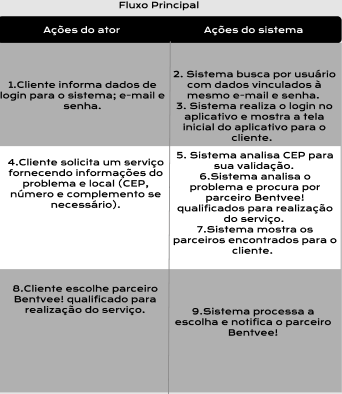 Fluxo Principal
Ações do ator
Ações do sistema
1.Cliente informa dados de
login para o sistema; e-mail e
senha.
2. Sistema busca por usuário
com dados vinculados à
mesmo e-mail e senha.
3. Sistema realiza o login no
aplicativo e mostra a tela
inicial do aplicativo para o
cliente.
4.Cliente solicita um serviço
fornecendo informações do
problema e local (CEP,
número e complemento se
necessário).
5. Sistema analisa CEP para
sua validação.
6.Sistema analisa o
problema e procura por
parceiro Bentvee!
qualificados para realização
do serviço.
7.Sistema mostra os
parceiros encontrados para o
cliente.
8.Cliente escolhe parceiro
Bentvee! qualificado para
realização do serviço.
9.Sistema processa a
escolha e notifica o parceiro
Bentvee!